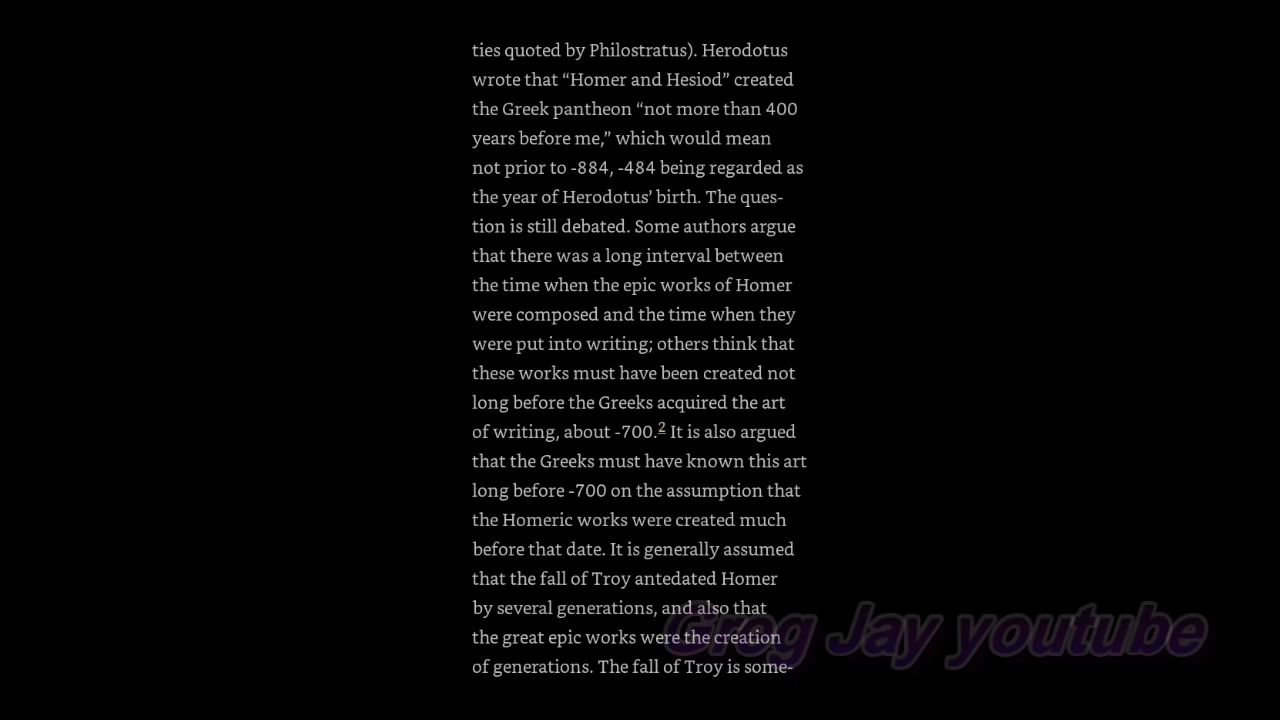 ties quoted by Philostratus). Herodotus
wrote that “Homer and Hesiod” created
the Greek pantheon “not more than 400
years before me,” which would mean
not prior to -884, -484 being regarded as
the year of Herodotus’ birth. The ques-
tion is still debated. Some authors argue
that there was a long interval between
the time when the epic works of Homer
were composed and the time when they
were put into writing; others think that
these works must have been created not
long before the Greeks acquired the art
of writing, about -700.2 It is also argued
that the Greeks must have known this art
long before -700 on the assumption that
the Homeric works were created much
before that date. It is generally assumed
that the fall of Troy antedated Homer
by several generations, and also that
the great epic works were the creation
of generations. The fall of Troy is some-
Greg Jay youtube